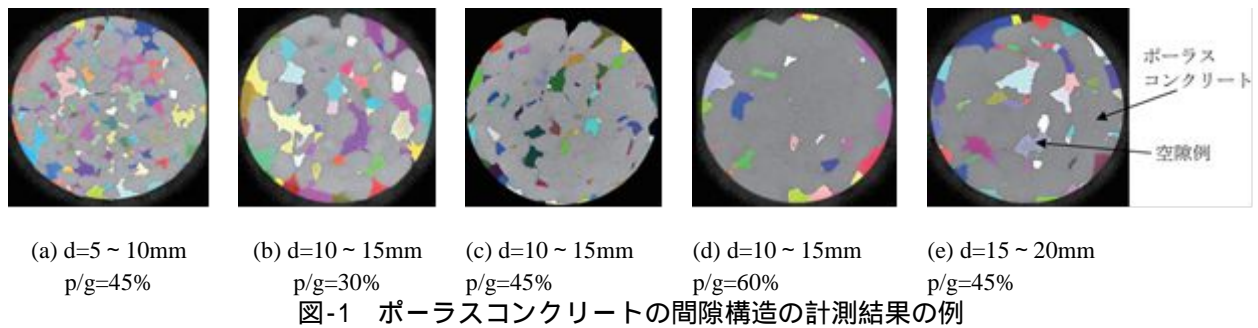 ポーラス
コンクリート
空隙例
(a) d=5～10mm
p/g=45%
(b) d=10～15mm
p/g=30%
(c) d=10～15mm
p/g=45%
(d) d=10～15mm
p/g=60%
(e) d=15～20mm
p/g=45%
図-1 ポーラスコンクリートの間隙構造の計測結果の例